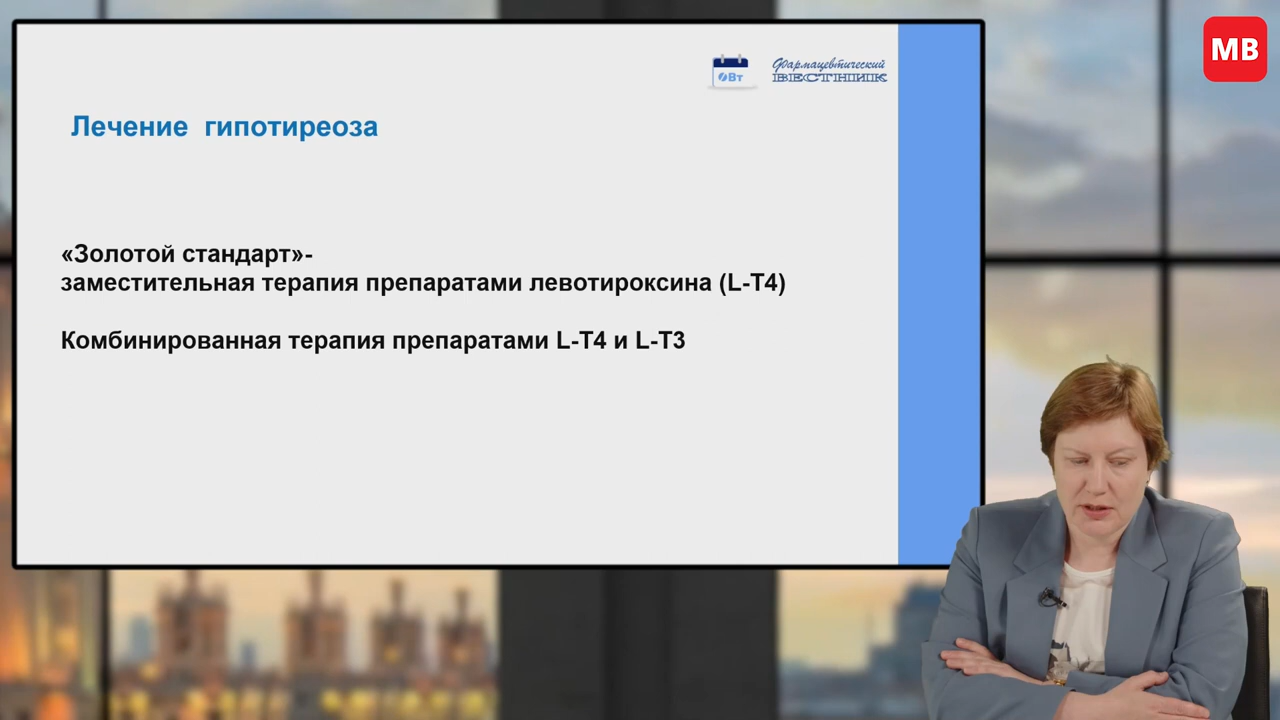 МВ
ФВт
Фармацевтический
ВЕСТНИК
Лечение гипотиреоза
«Золотой стандарт»-
заместительная терапия препаратами левотироксина (L-T4)
Комбинированная терапия препаратами L-T4 и L-T3